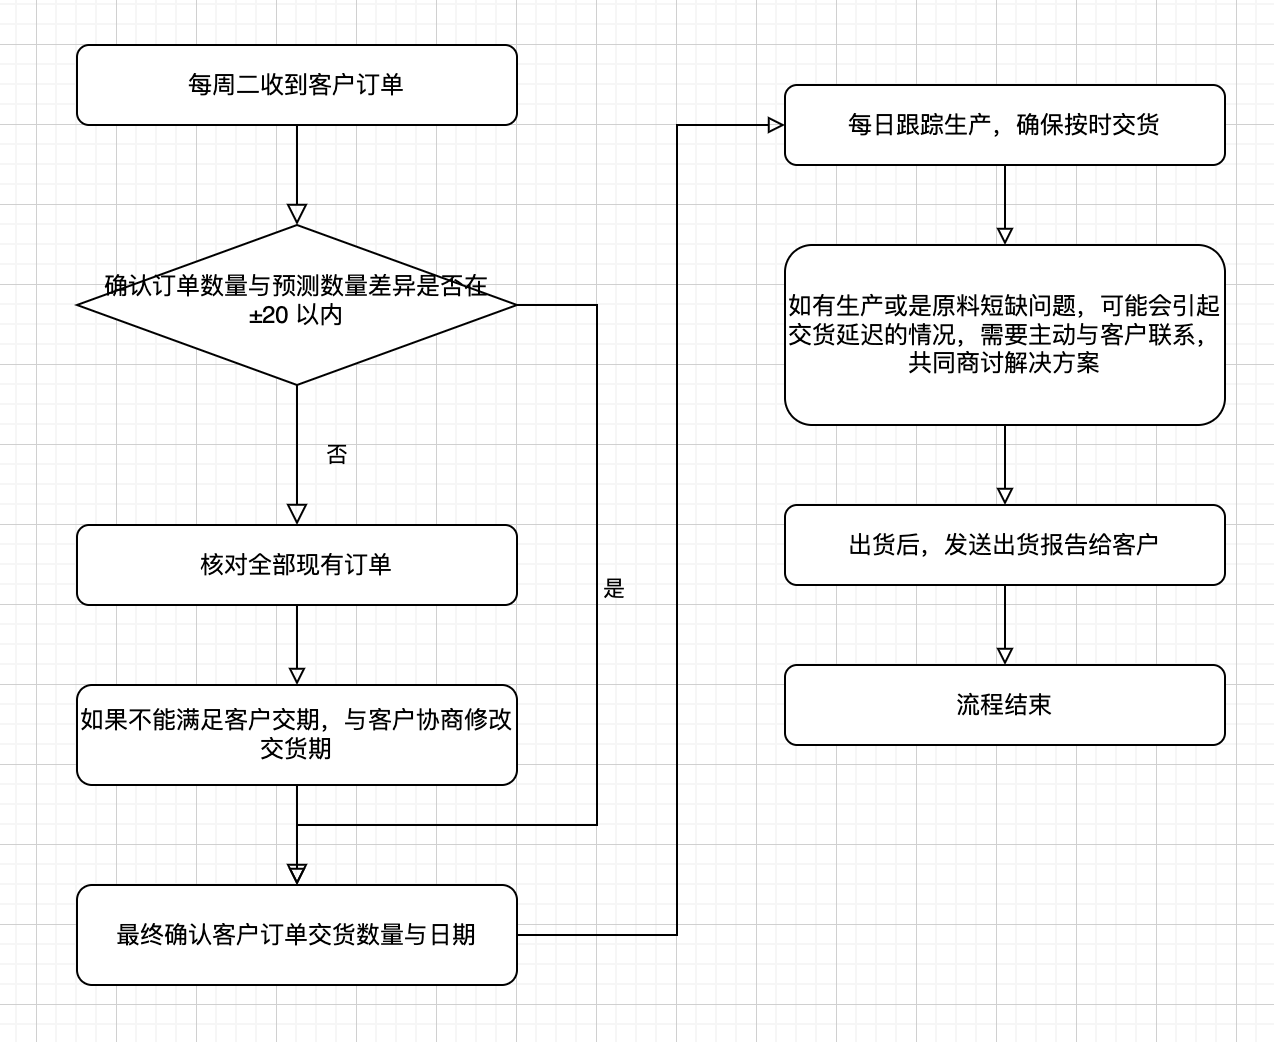 每周二收到客户订单
确认订单数量与预测数量差异是否在
±20 以内
否
核对全部现有订单
是
如果不能满足客户交期，与客户协商修改
交货期
最终确认客户订单交货数量与日期
每日跟踪生产，确保按时交货
如有生产或是原料短缺问题，可能会引起
交货延迟的情况，需要主动与客户联系，
共同商讨解决方案
出货后，发送出货报告给客户
流程结束